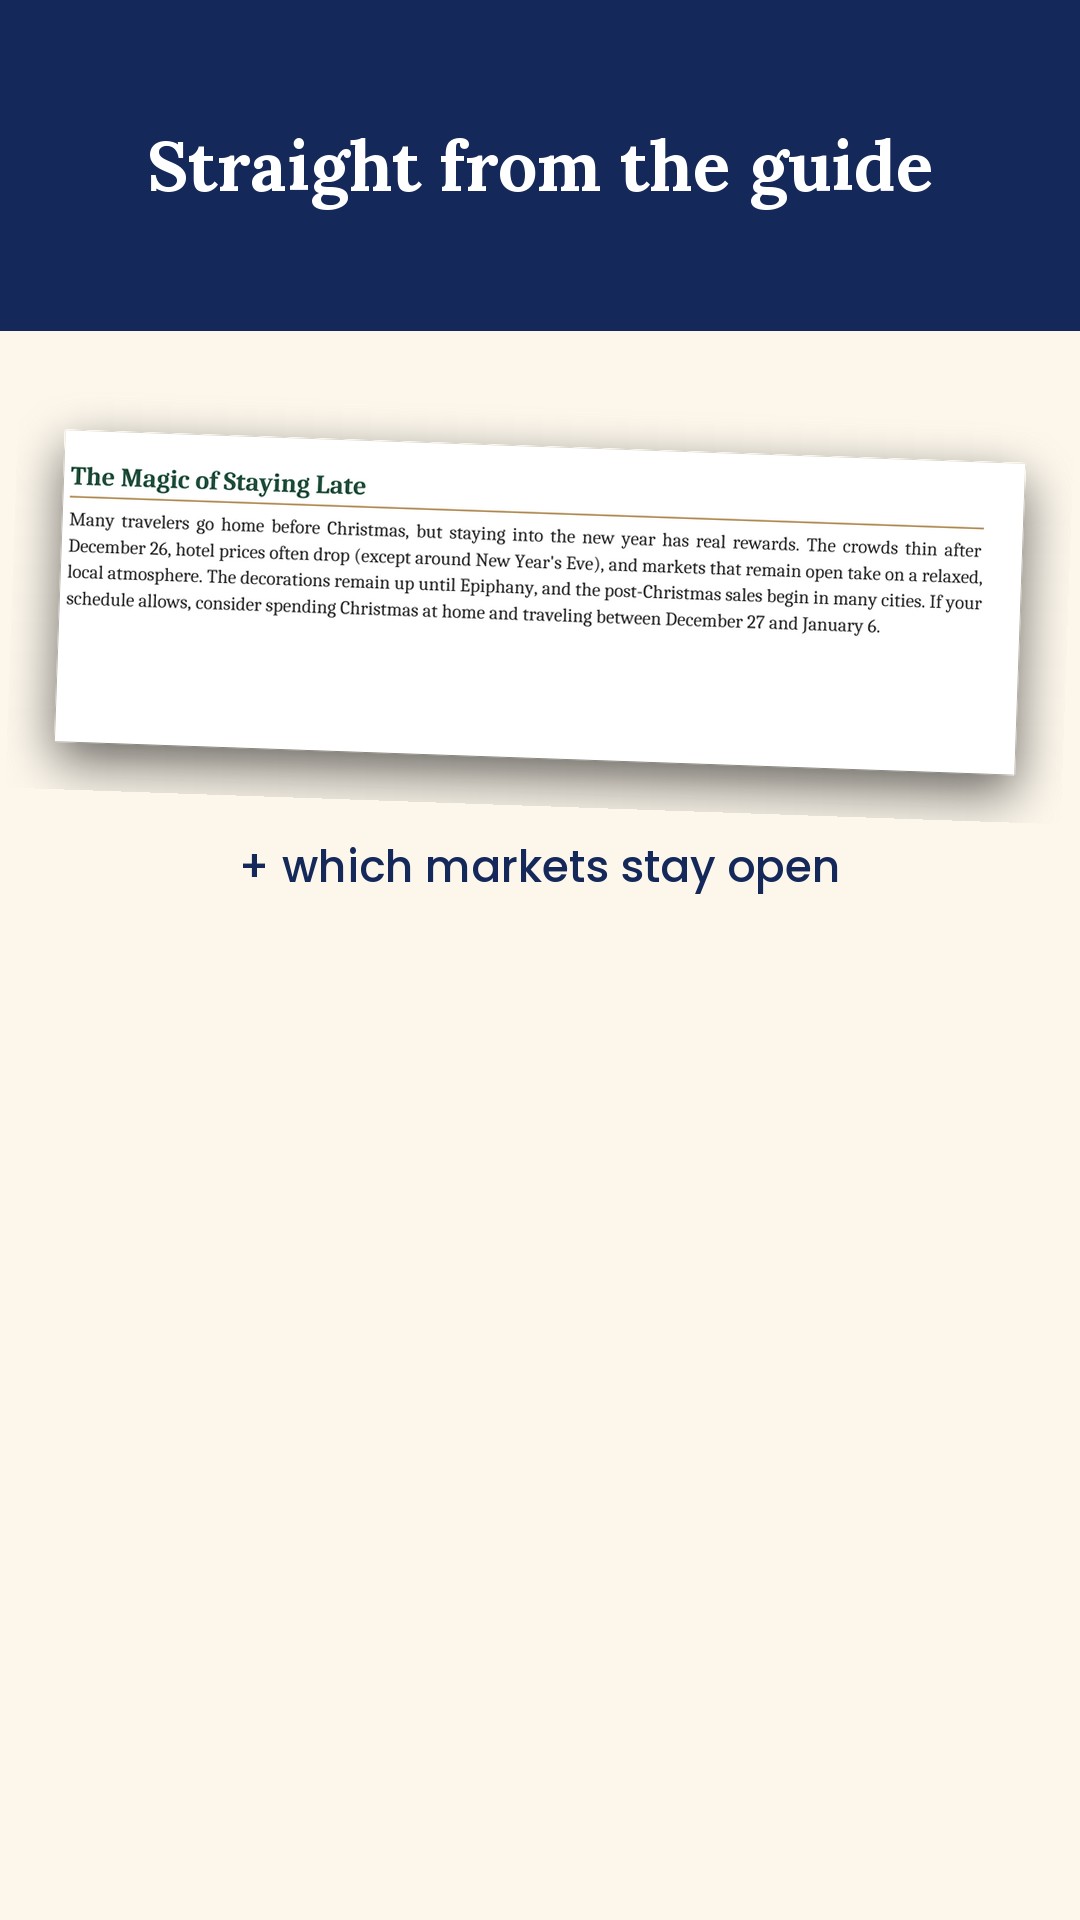 Straight from the guide
The Magic of Staying Late
Many travelers go home before Christmas, but staying into the new year has real rewards. The crowds thin after
December 26, hotel prices often drop (except around New Year's Eve), and markets that remain open take on a relaxed,
local atmosphere. The decorations remain up until Epiphany, and the post-Christmas sales begin in many cities. If your
schedule allows, consider spending Christmas at home and traveling between December 27 and January 6.
+ which markets stay open